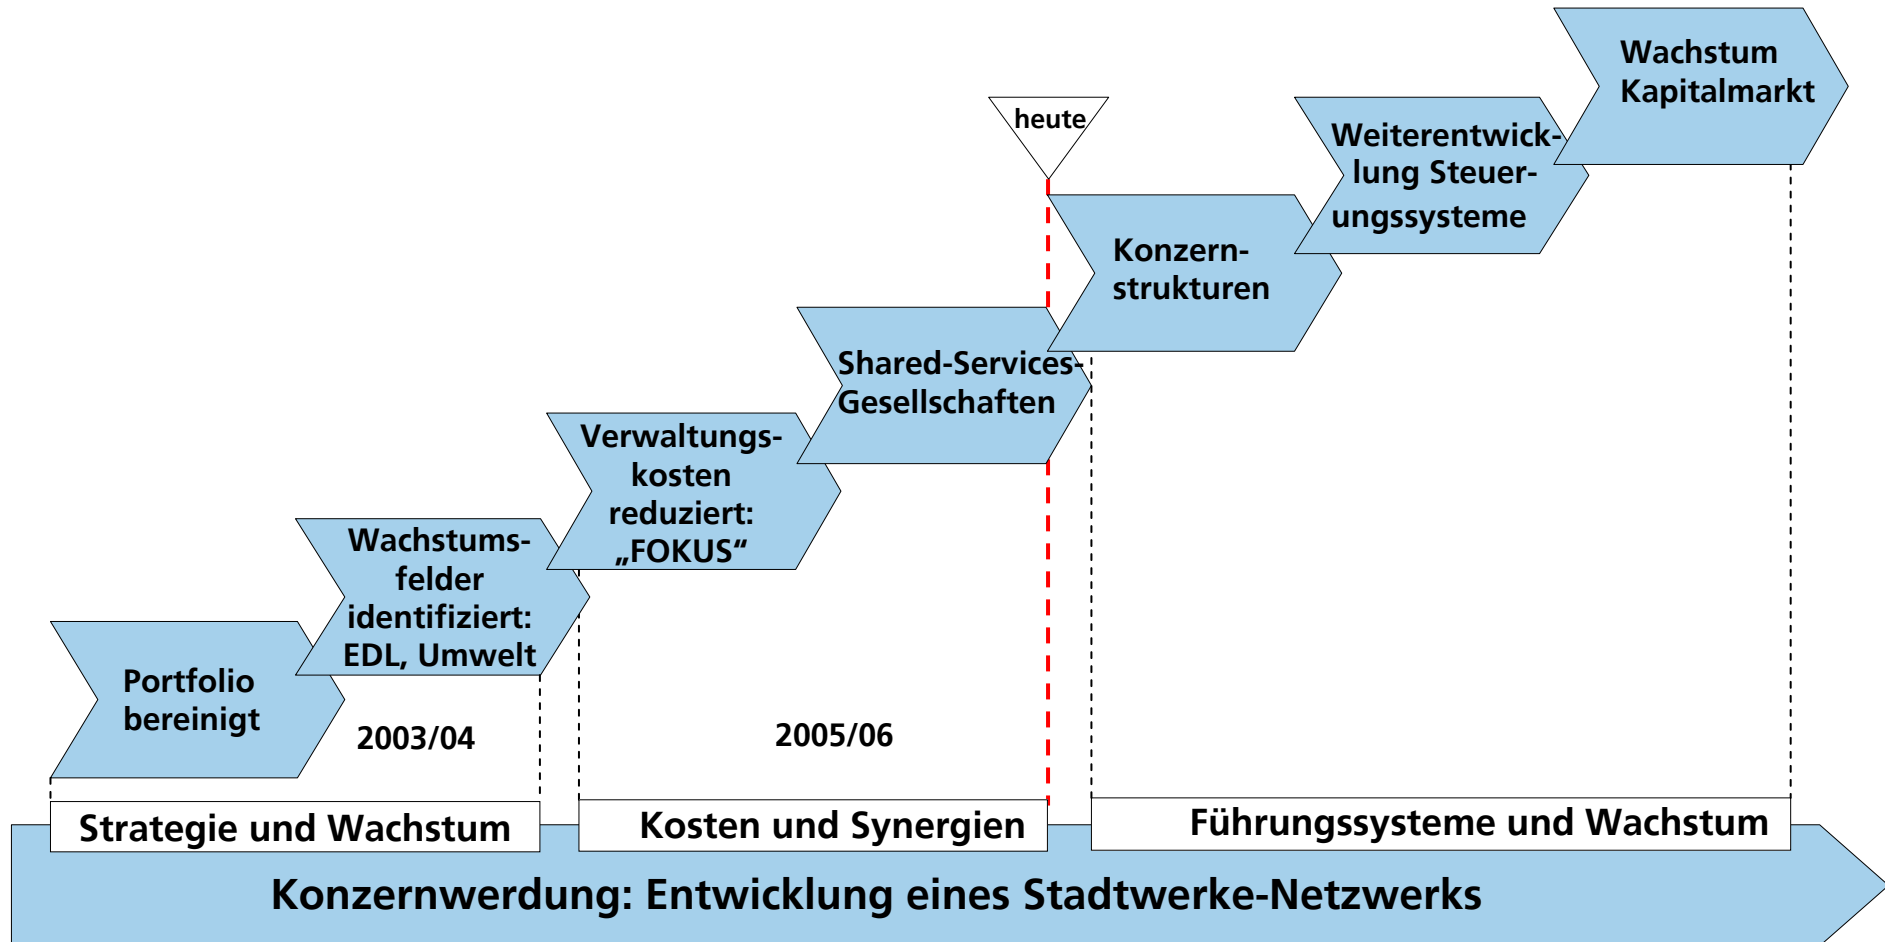 Wachstum
Kapitalmarkt
heute
Weiterentwick-
lung Steuer-
ungssysteme
Konzern-
strukturen
Shared-Services-
Gesellschaften
Verwaltungs-
kosten
reduziert:
„FOKUS“
Wachstums-
felder
identifiziert:
EDL, Umwelt
Portfolio
bereinigt
2003/04
2005/06
Strategie und Wachstum
Kosten und Synergien
Führungssysteme und Wachstum
Konzernwerdung: Entwicklung eines Stadtwerke-Netzwerks